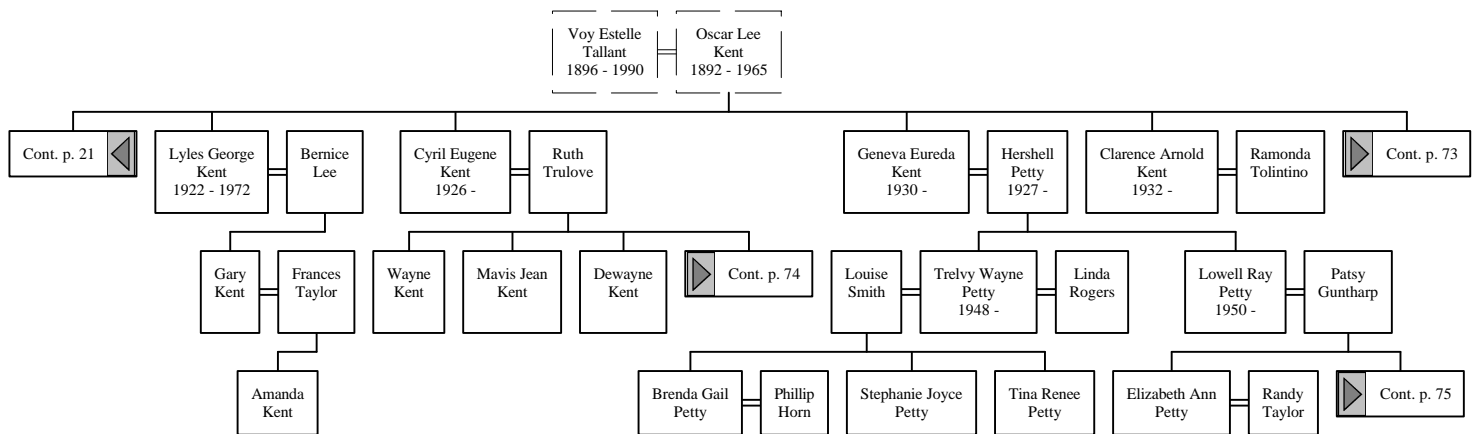 Voy Estelle
Tallant
1896 - 1990
Oscar Lee
Kent
1892 - 1965
Cont. p. 21
Lyles George
Kent
1922 - 1972
Bernice
Lee
Cyril Eugene
Kent
1926 -
Ruth
Trulove
Geneva Eureda
Kent
1930 -
Hershell
Petty
1927 -
Clarence Arnold
Kent
1932 -
Ramonda
Tolintino
Cont. p. 73
Gary
Kent
Frances
Taylor
Wayne
Kent
Mavis Jean
Kent
Dewayne
Kent
Cont. p. 74
Louise
Smith
Trelvy Wayne
Petty
1948 -
Linda
Rogers
Lowell Ray
Petty
1950 -
Patsy
Guntharp
Amanda
Kent
Brenda Gail
Petty
Phillip
Horn
Stephanie Joyce
Petty
Tina Renee
Petty
Elizabeth Ann
Petty
Randy
Taylor
Cont. p. 75